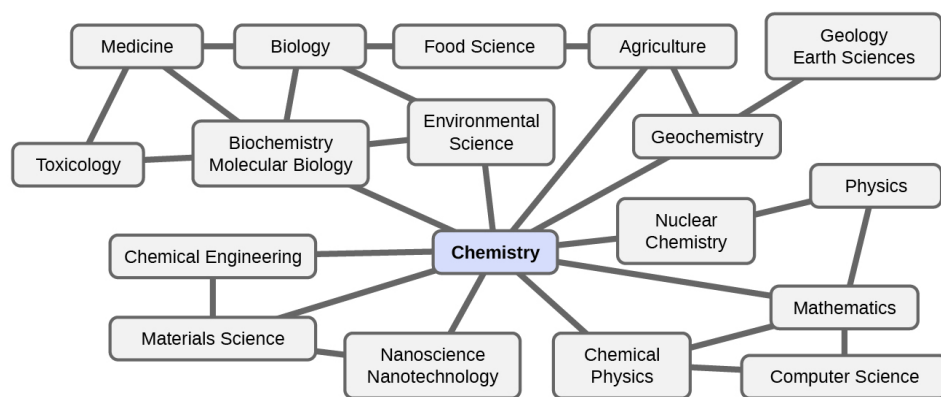 Medicine
Biology
Food Science
Agriculture
Geology
Earth Sciences
Toxicology
Biochemistry
Molecular Biology
Environmental
Science
Geochemistry
Physics
Nuclear
Chemistry
Chemical Engineering
Chemistry
Materials Science
Nanoscience
Nanotechnology
Chemical
Physics
Mathematics
Computer Science